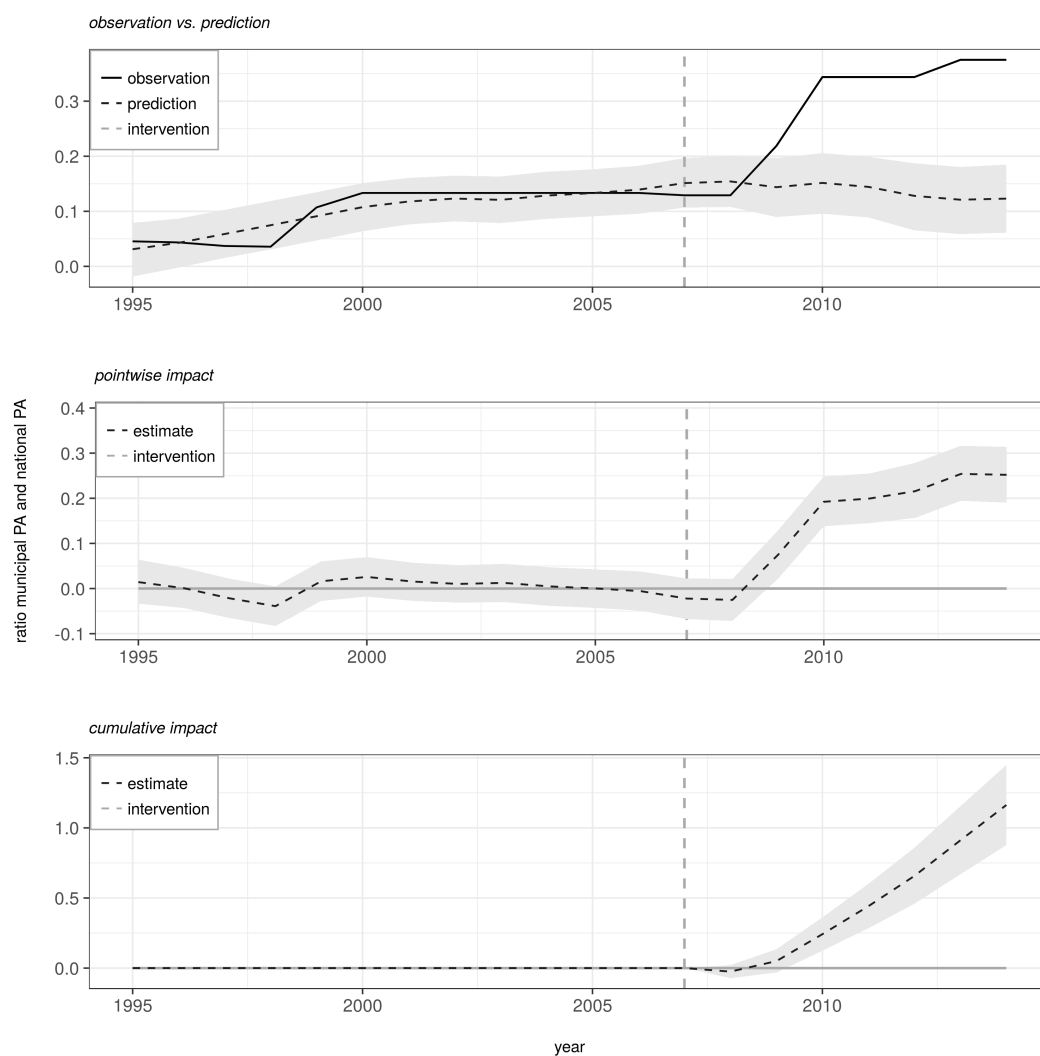 observation vs. prediction
observation
prediction
intervention
0.3
0.2
0.1
0.0
1995 2000 2005 2010
pointwise impact
estimate
intervention
0.4
0.3
0.2
0.1
0.0
-0.1
1995 2000 2005 2010
ratio municipal PA and national PA
cumulative impact
estimate
intervention
1.5
1.0
0.5
0.0
1995 2000 2005 2010
year